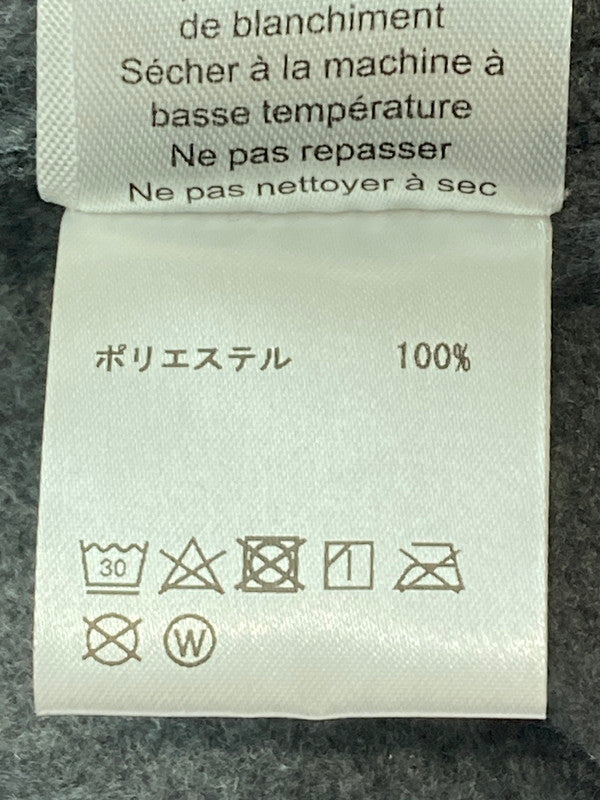 de blanchiment
Sécher à la machine à
basse température
Ne pas repasser
Ne pas nettoyer à sec
ポリエステル 100%
30
W